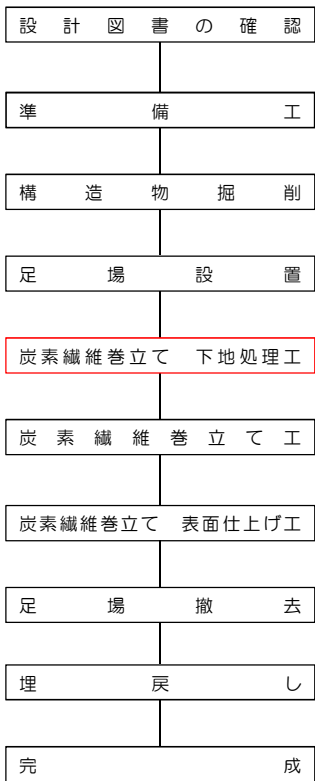 設計図書の確認
準備工
構造物掘削
足場設置
炭素繊維巻立て　下地処理工
炭素繊維巻立て工
炭素繊維巻立て　表面仕上げ工
足場撤去
埋戻し
完成